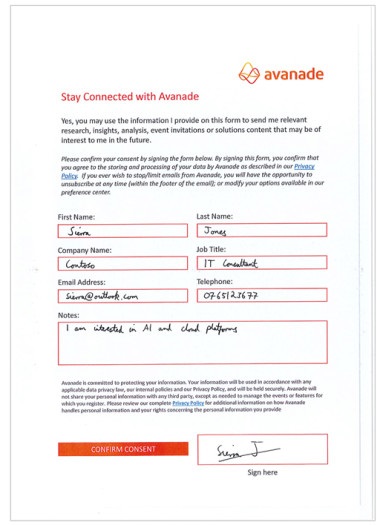 avanade
Stay Connected with Avanade
Yes, you may use the information I provide on this form to send me relevant
research, insights, analysis, event invitations or solutions content that may be of
interest to me in the future.
Please confirm your consent by signing the form below. By signing this form, you confirm that
you agree to the storing and processing of your data by Avanade as described in our Privacy
Policy. If you ever wish to stop/limit emails from Avanade, you will have the opportunity to
unsubscribe at any time (within the footer of the email); or modify your options available in our
preference center.
First Name: Last Name:
Sierra Jones
Company Name: Job Title:
Contoso IT Consultant
Email Address: Telephone:
sierra@outlook.com 0765123677
Notes:
I am interested in AI and cloud platforms
Avanade is committed to protecting your information. Your information will be used in accordance with any
applicable data privacy law, our internal policies and our Privacy Policy, and will be held securely. Avanade will
not share your personal information with any third party, except as needed to manage the events or features for
which you register. Please review our complete Privacy Policy for additional information on how Avanade
handles personal information and your rights concerning the personal information you provide
CONFIRM CONSENT Sierra J
Sign here